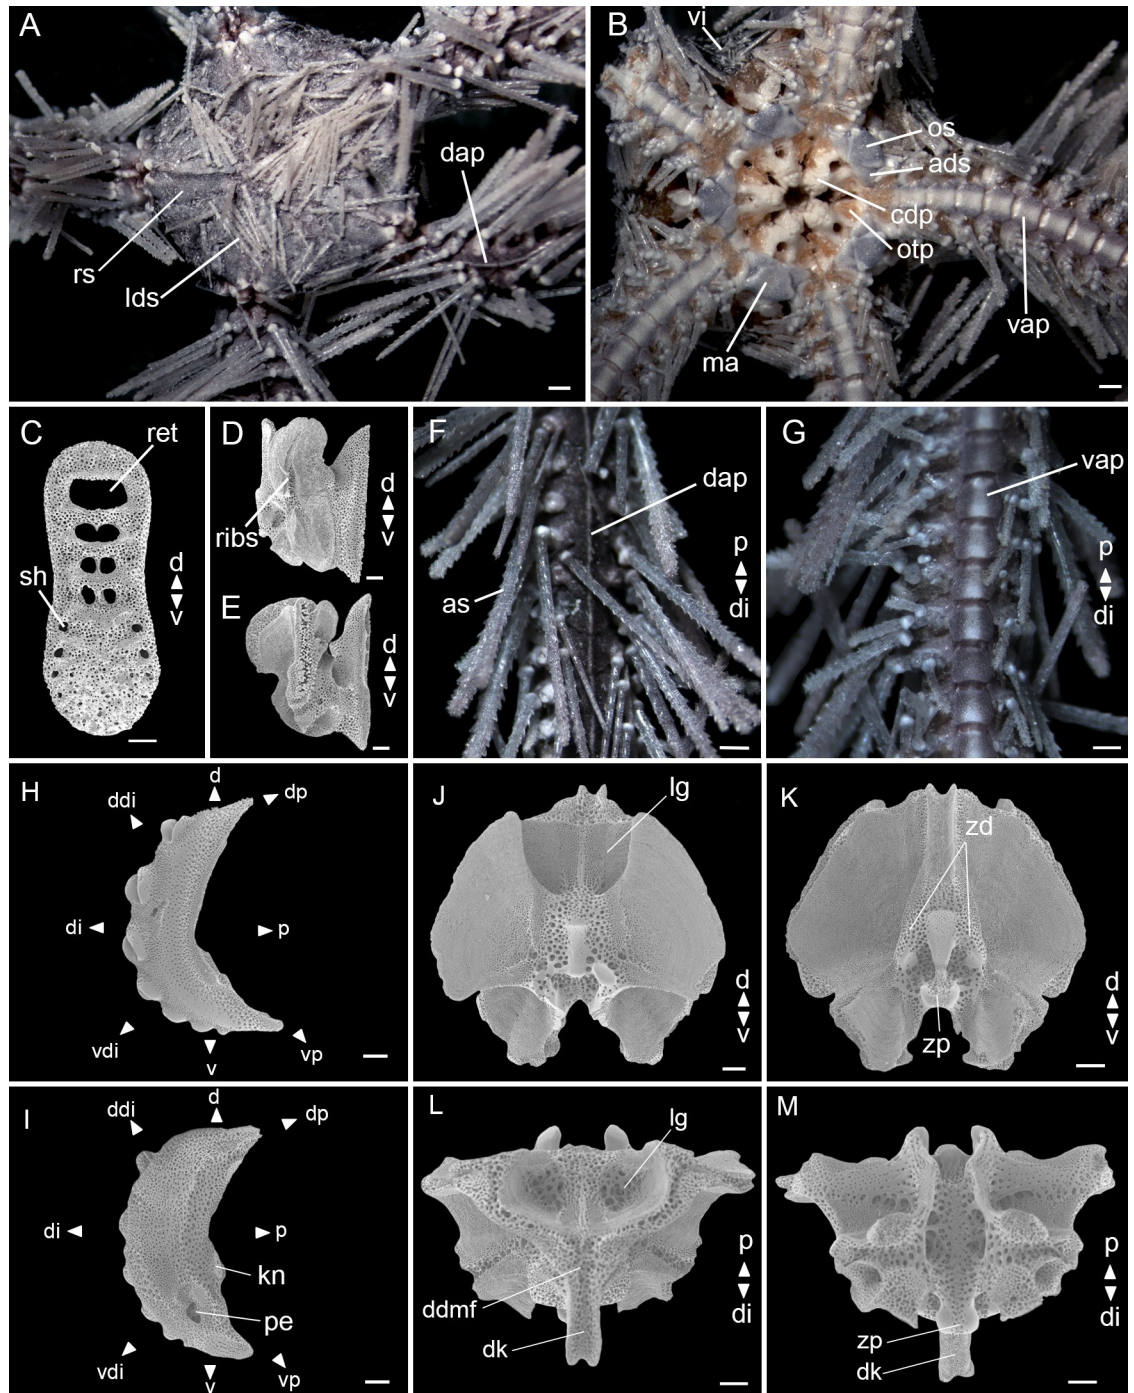 A
dap
rs
lds
B
vi
os
ads
cdp
otp
vap
ma
C
ret
sh
d
v
D
ribs
d
v
E
d
v
F
dap
as
p
di
G
vap
p
di
H
d
dp
ddi
di
p
vdi
v
vp
J
lg
d
v
K
zd
zp
d
v
I
d
dp
ddi
di
p
kn
pe
vdi
v
vp
L
lg
ddmf
dk
p
di
M
zp
dk
p
di